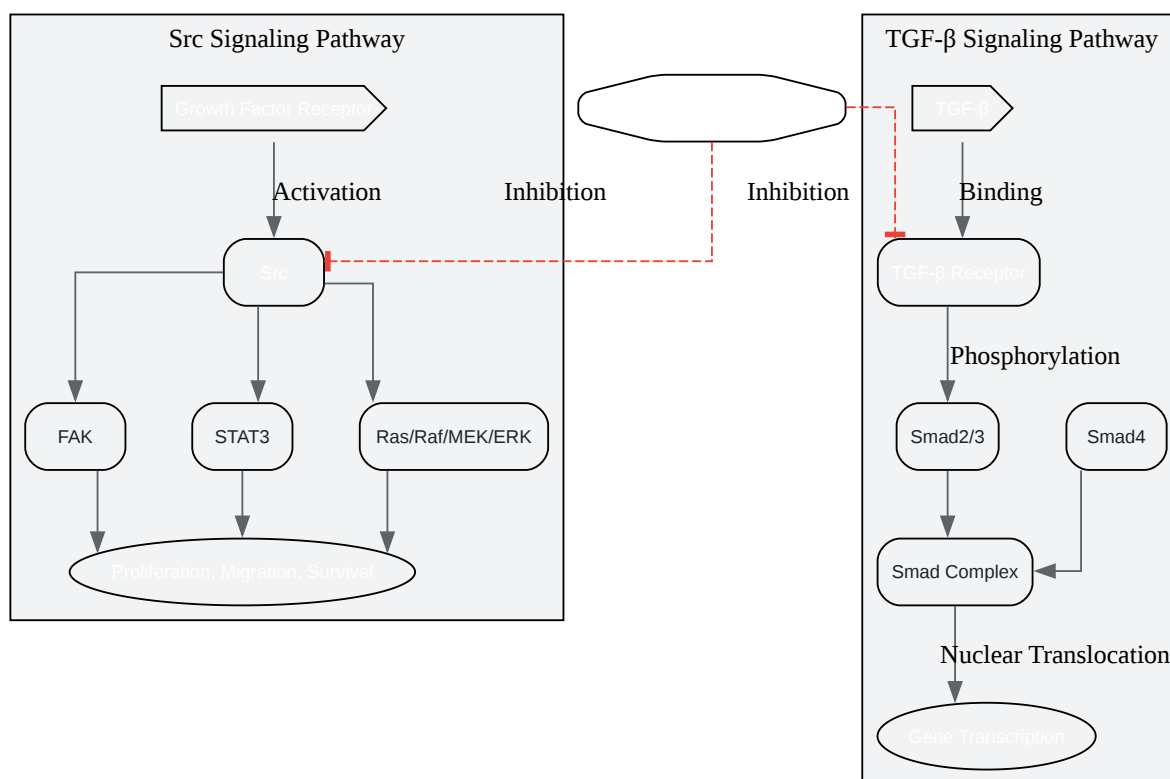 Src Signaling Pathway
TGF-β Signaling Pathway
Growth Factor Receptor
TGF-β
Activation
Inhibition
Inhibition
Binding
Src
TGF-β Receptor
Phosphorylation
FAK
STAT3
Ras/Raf/MEK/ERK
Smad2/3
Smad4
Proliferation, Migration, Survival
Smad Complex
Nuclear Translocation
Gene Transcription